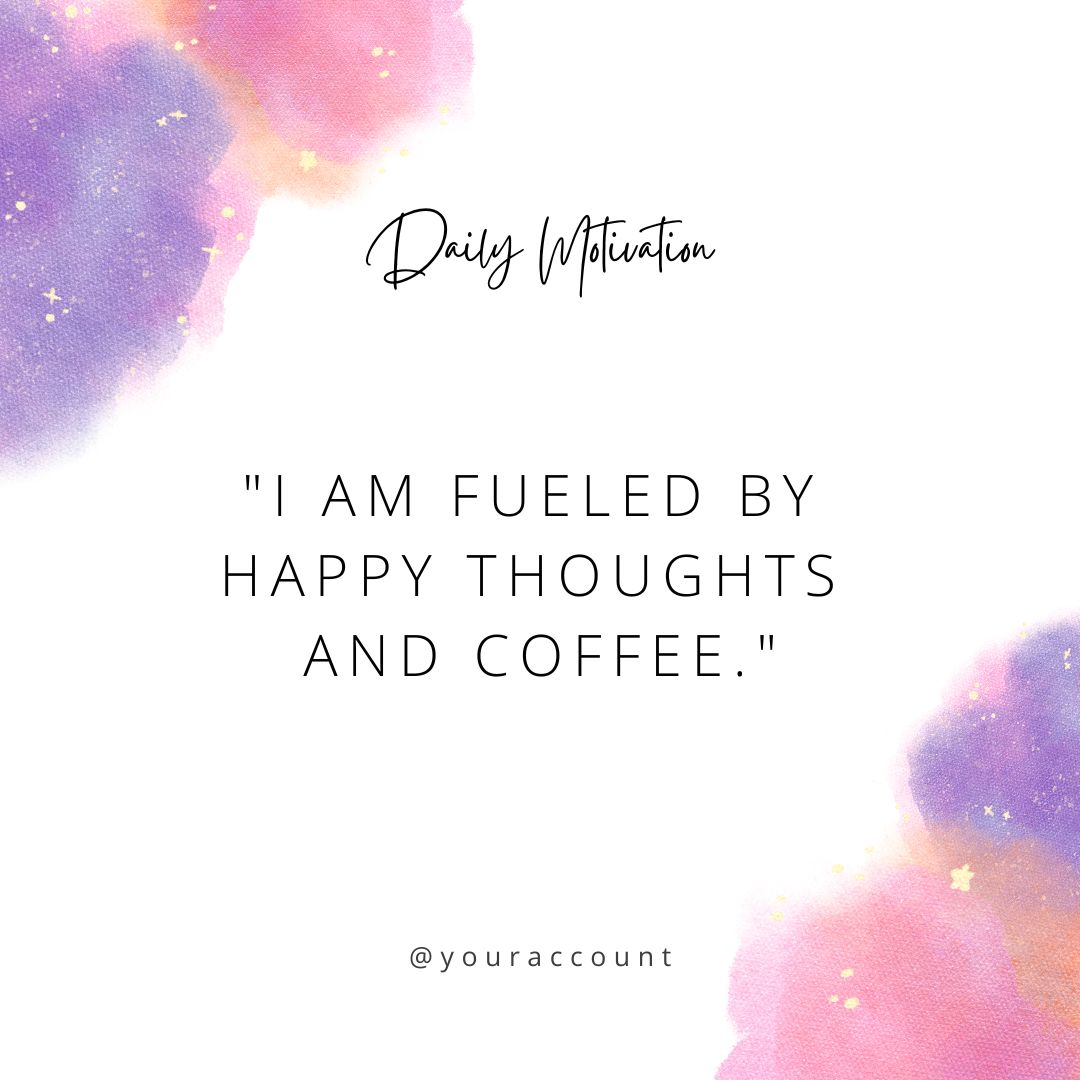 Daily Motivation
"I AM FUELED BY
HAPPY THOUGHTS
AND COFFEE."
@youraccount